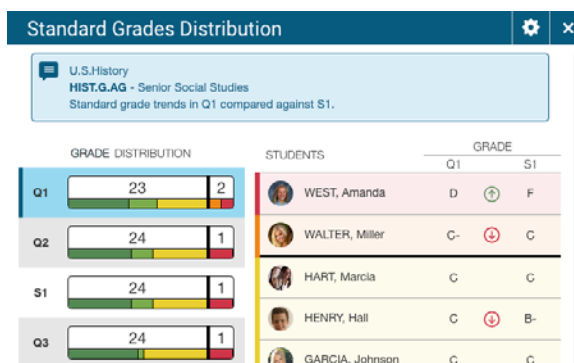 Standard Grades Distribution
U.S.History
HIST.G.AG - Senior Social Studies
Standard grade trends in Q1 compared against S1.
GRADE DISTRIBUTION
STUDENTS
GRADE
Q1 S1
Q1 23 2
WEST, Amanda D F
Q2 24 1
WALTER, Miller C- C
S1 24 1
HART, Marcia C C
HENRY, Hall C B-
Q3 24 1
GARCIA, Johnson C C